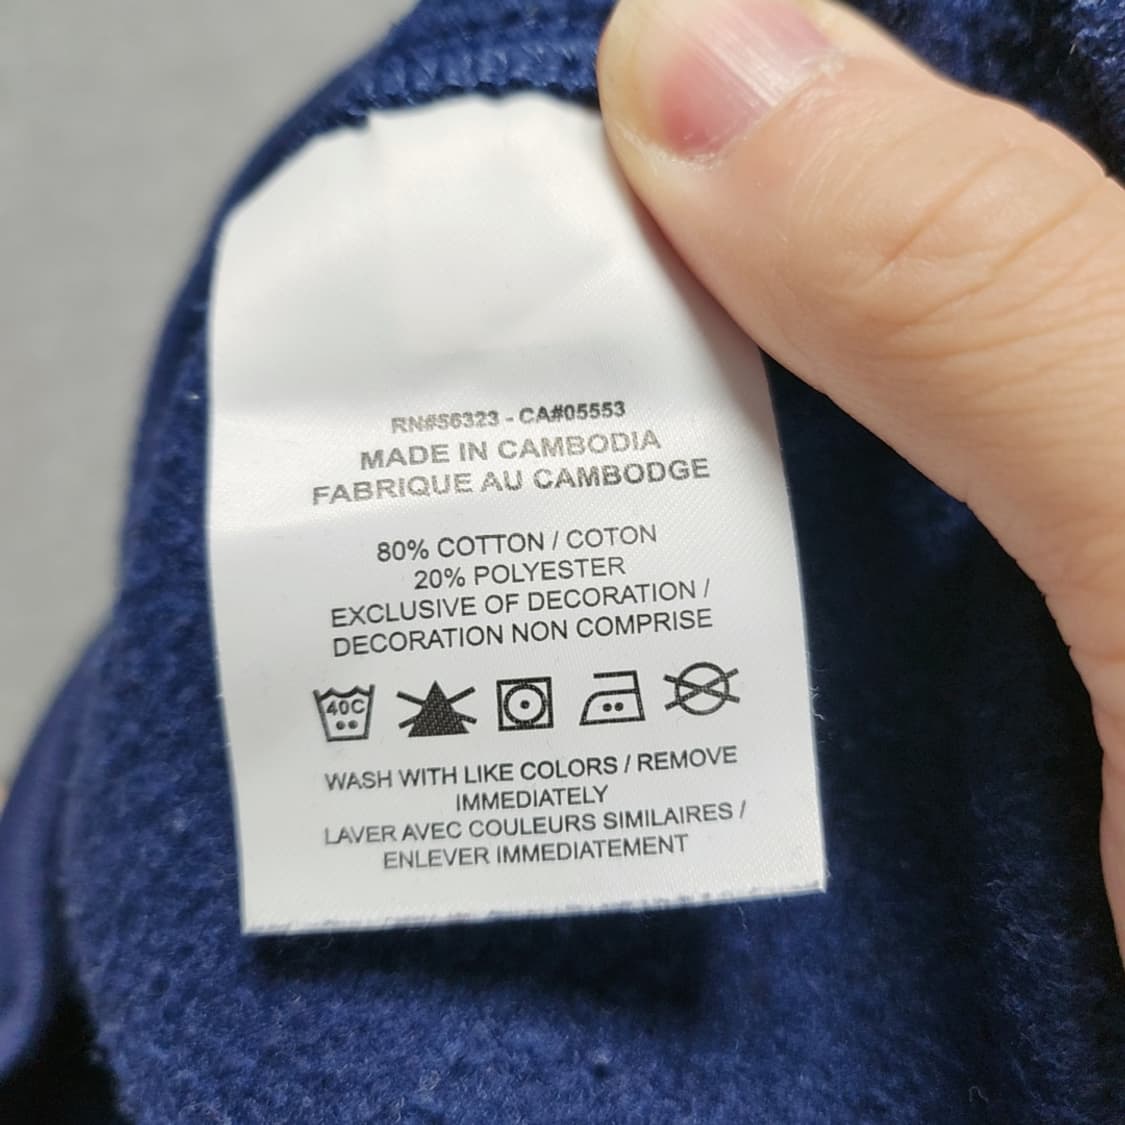 RN#56323 - CA#05553
MADE IN CAMBODIA
FABRIQUE AU CAMBODGE
80% COTTON / COTON
20% POLYESTER
EXCLUSIVE OF DECORATION /
DECORATION NON COMPRISE
40C
WASH WITH LIKE COLORS / REMOVE
IMMEDIATELY
LAVER AVEC COULEURS SIMILAIRES /
ENLEVER IMMEDIATEMENT